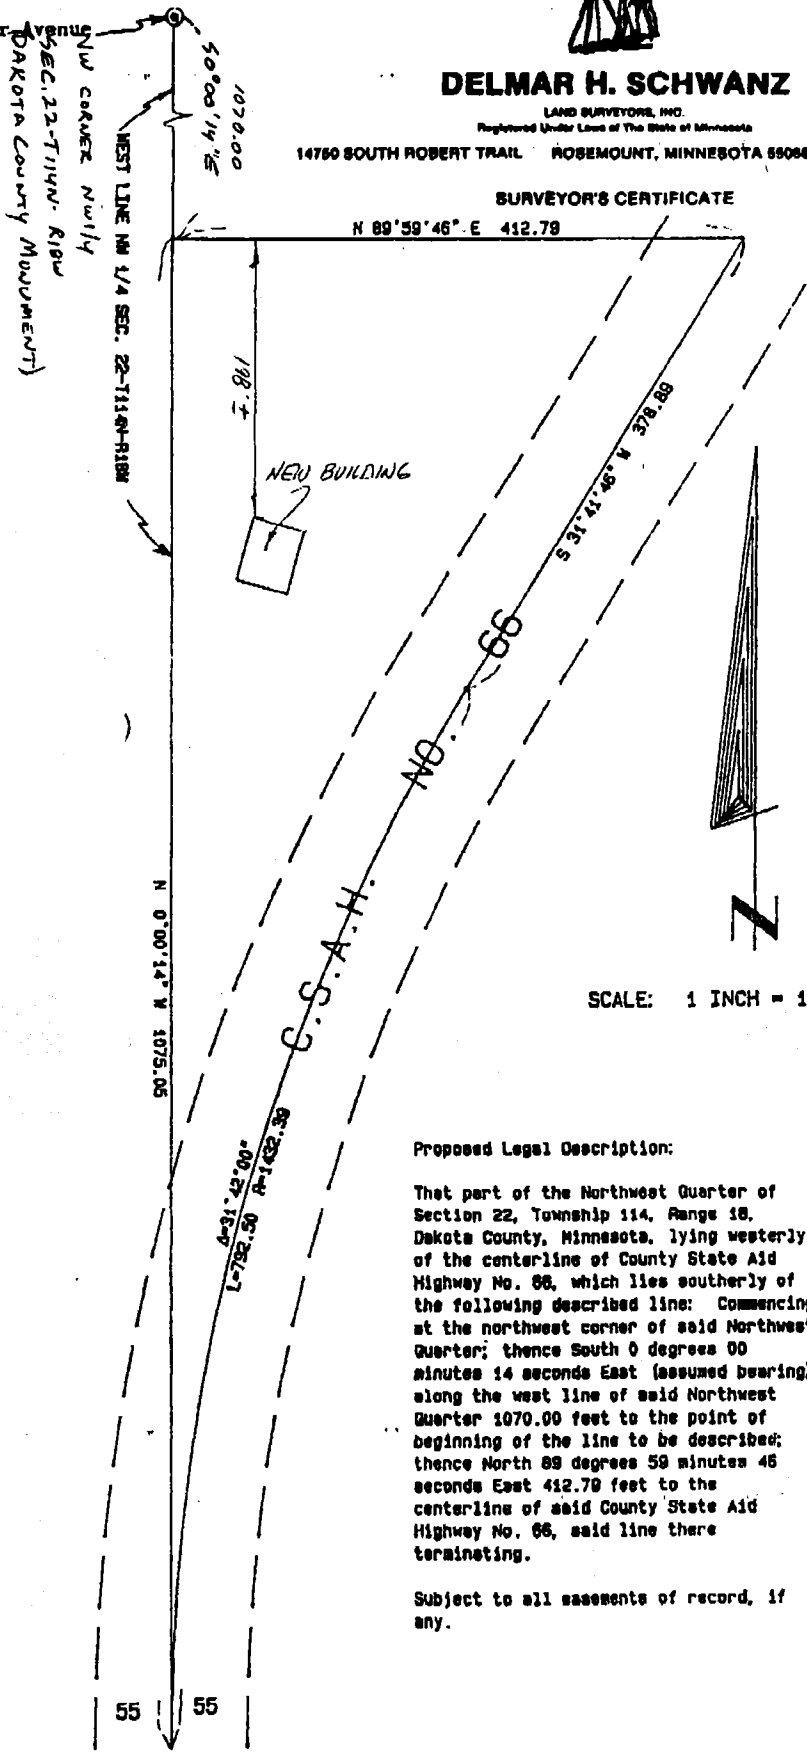 Avenue
NW CORNER NW1/4
SEC. 22-T114N-R18W
DAKOTA COUNTY MONUMENT)
1070.00
S0°00'14"E
WEST LINE NW 1/4 SEC. 22-T114N-R18W
DELMAR H. SCHWANZ
LAND SURVEYORS, INC.
Registered Under Laws of The State of Minnesota
14750 SOUTH ROBERT TRAIL ROSEMOUNT, MINNESOTA
SURVEYOR'S CERTIFICATE
N 89°59'46" E 412.79
198'±
NEW BUILDING
S 31°41'46" W 378.89
C.S.A.H. NO. 66
N 0°00'14" W 1075.05
Δ=31°42'00"
L=792.50 R=1432.39
N
SCALE: 1 INCH = 1
Proposed Legal Description:
That part of the Northwest Quarter of
Section 22, Township 114, Range 18,
Dakota County, Minnesota, lying westerly
of the centerline of County State Aid
Highway No. 66, which lies southerly of
the following described line: Commencing
at the northwest corner of said Northwest
Quarter; thence South 0 degrees 00
minutes 14 seconds East (assumed bearing)
along the west line of said Northwest
Quarter 1070.00 feet to the point of
beginning of the line to be described;
thence North 89 degrees 59 minutes 46
seconds East 412.79 feet to the
centerline of said County State Aid
Highway No. 66, said line there
terminating.
Subject to all easements of record, if
any.
55 55